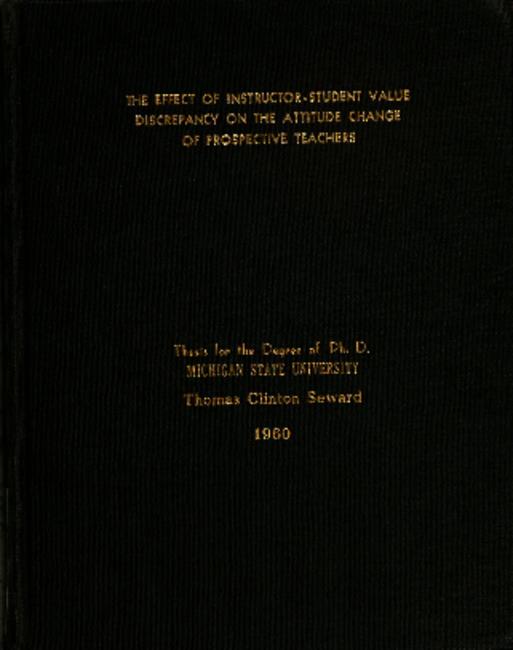 THE EFFECT OF INSTRUCTOR-STUDENT VALUE
DISCREPANCY ON THE ATTITUDE CHANGE
OF PROSPECTIVE TEACHERS
Thesis for the Degree of Ph. D.
MICHIGAN STATE UNIVERSITY
Thomas Clinton Seward
1960